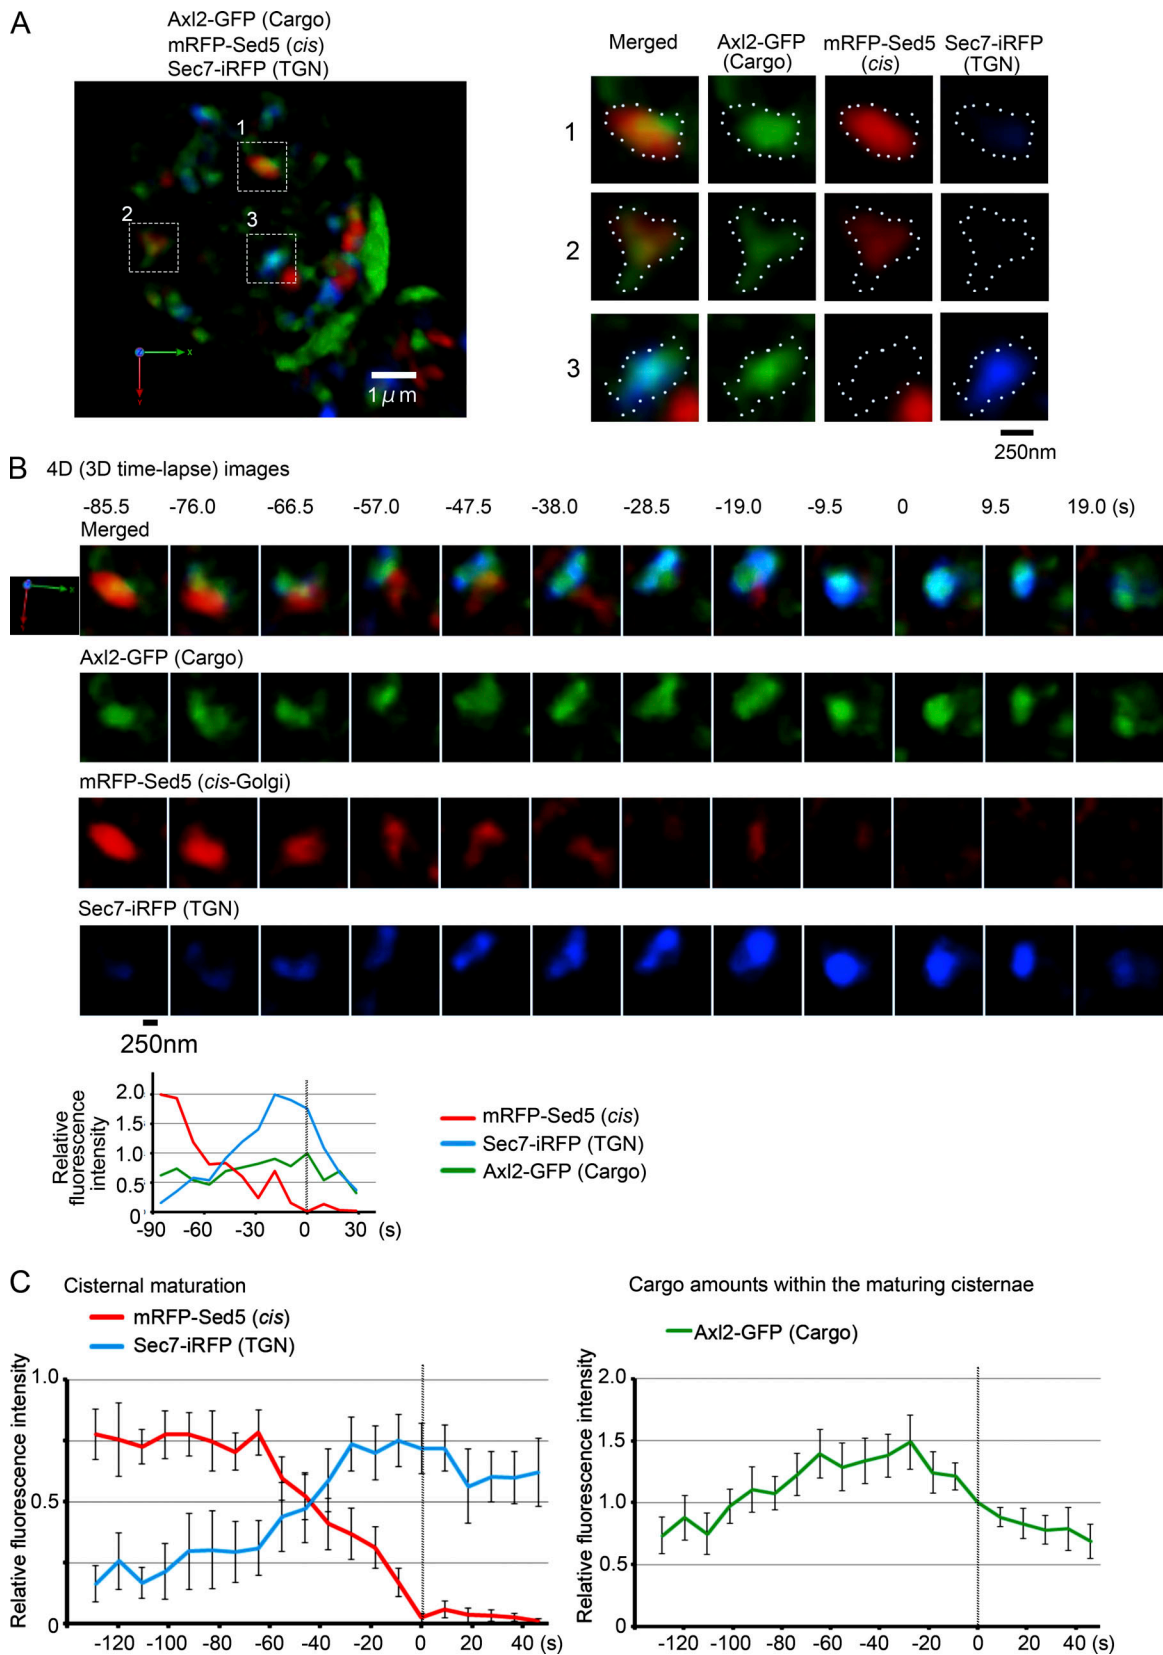 A
Axl2-GFP (Cargo)
mRFP-Sed5 (cis)
Sec7-iRFP (TGN)
1
2
3
1 μm
Merged Axl2-GFP (Cargo) mRFP-Sed5 (cis) Sec7-iRFP (TGN)
1
2
3
250nm
B 4D (3D time-lapse) images
-85.5 -76.0 -66.5 -57.0 -47.5 -38.0 -28.5 -19.0 -9.5 0 9.5 19.0 (s)
Merged
Axl2-GFP (Cargo)
mRFP-Sed5 (cis-Golgi)
Sec7-iRFP (TGN)
250nm
Relative fluorescence intensity
2.0
1.5
1.0
0.5
0
-90 -60 -30 0 30 (s)
mRFP-Sed5 (cis)
Sec7-iRFP (TGN)
Axl2-GFP (Cargo)
C Cisternal maturation
mRFP-Sed5 (cis)
Sec7-iRFP (TGN)
Relative fluorescence intensity
1.0
0.5
0
-120 -100 -80 -60 -40 -20 0 20 40 (s)
Cargo amounts within the maturing cisternae
Axl2-GFP (Cargo)
Relative fluorescence intensity
2.0
1.5
1.0
0.5
0
-120 -100 -80 -60 -40 -20 0 20 40 (s)